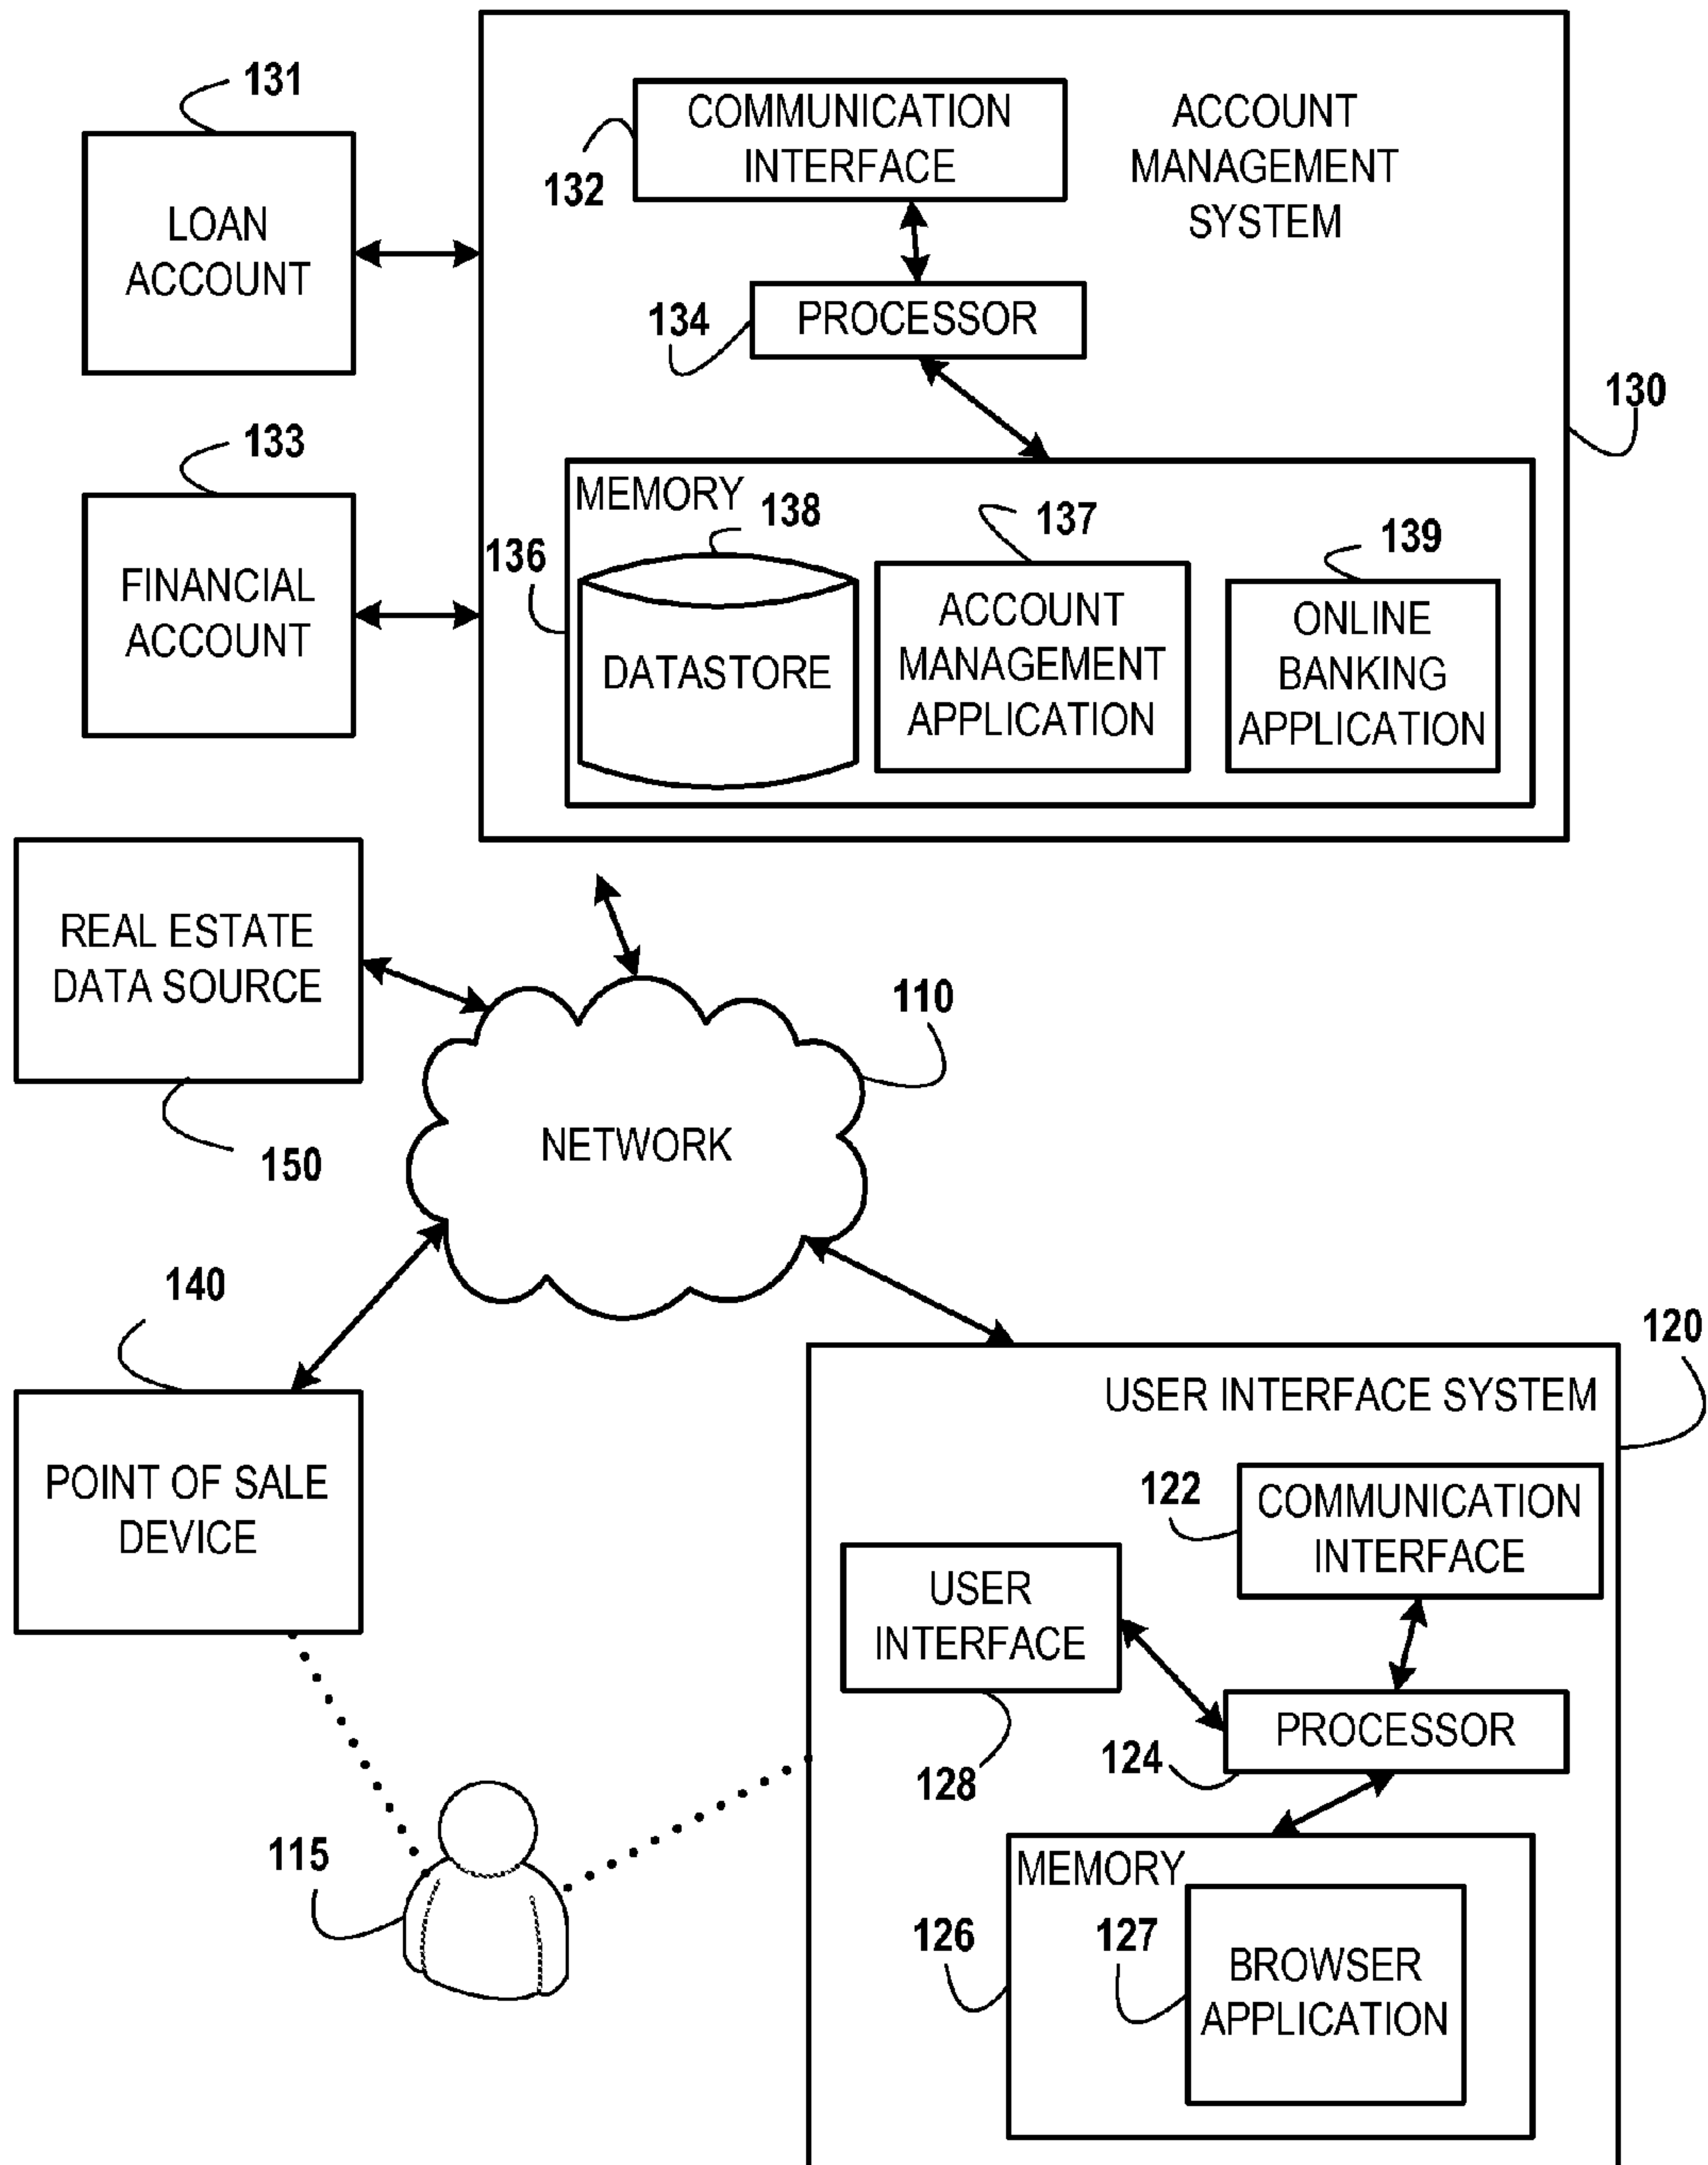 131
LOAN
ACCOUNT
COMMUNICATION
INTERFACE
132
ACCOUNT
MANAGEMENT
SYSTEM
134
PROCESSOR
130
133
FINANCIAL
ACCOUNT
MEMORY
138
137
139
136
DATASTORE
ACCOUNT
MANAGEMENT
APPLICATION
ONLINE
BANKING
APPLICATION
REAL ESTATE
DATA SOURCE
150
110
NETWORK
140
POINT OF SALE
DEVICE
120
USER INTERFACE SYSTEM
122
COMMUNICATION
INTERFACE
USER
INTERFACE
128
124
PROCESSOR
115
MEMORY
126
127
BROWSER
APPLICATION